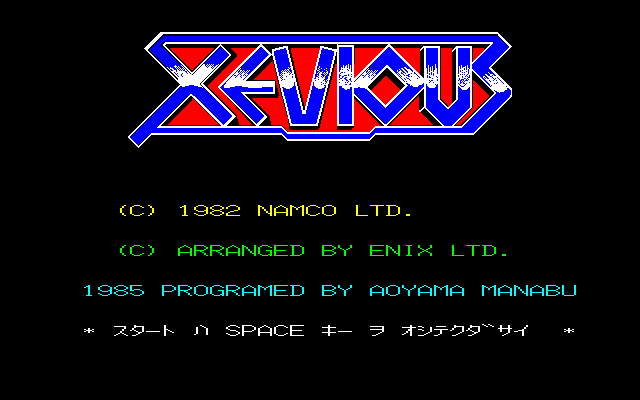 XEVIOUS
(C) 1982 NAMCO LTD.
(C) ARRANGED BY ENIX LTD.
1985 PROGRAMED BY AOYAMA MANABU
* スタート ハ SPACE キー ヲ オシテクダサイ *